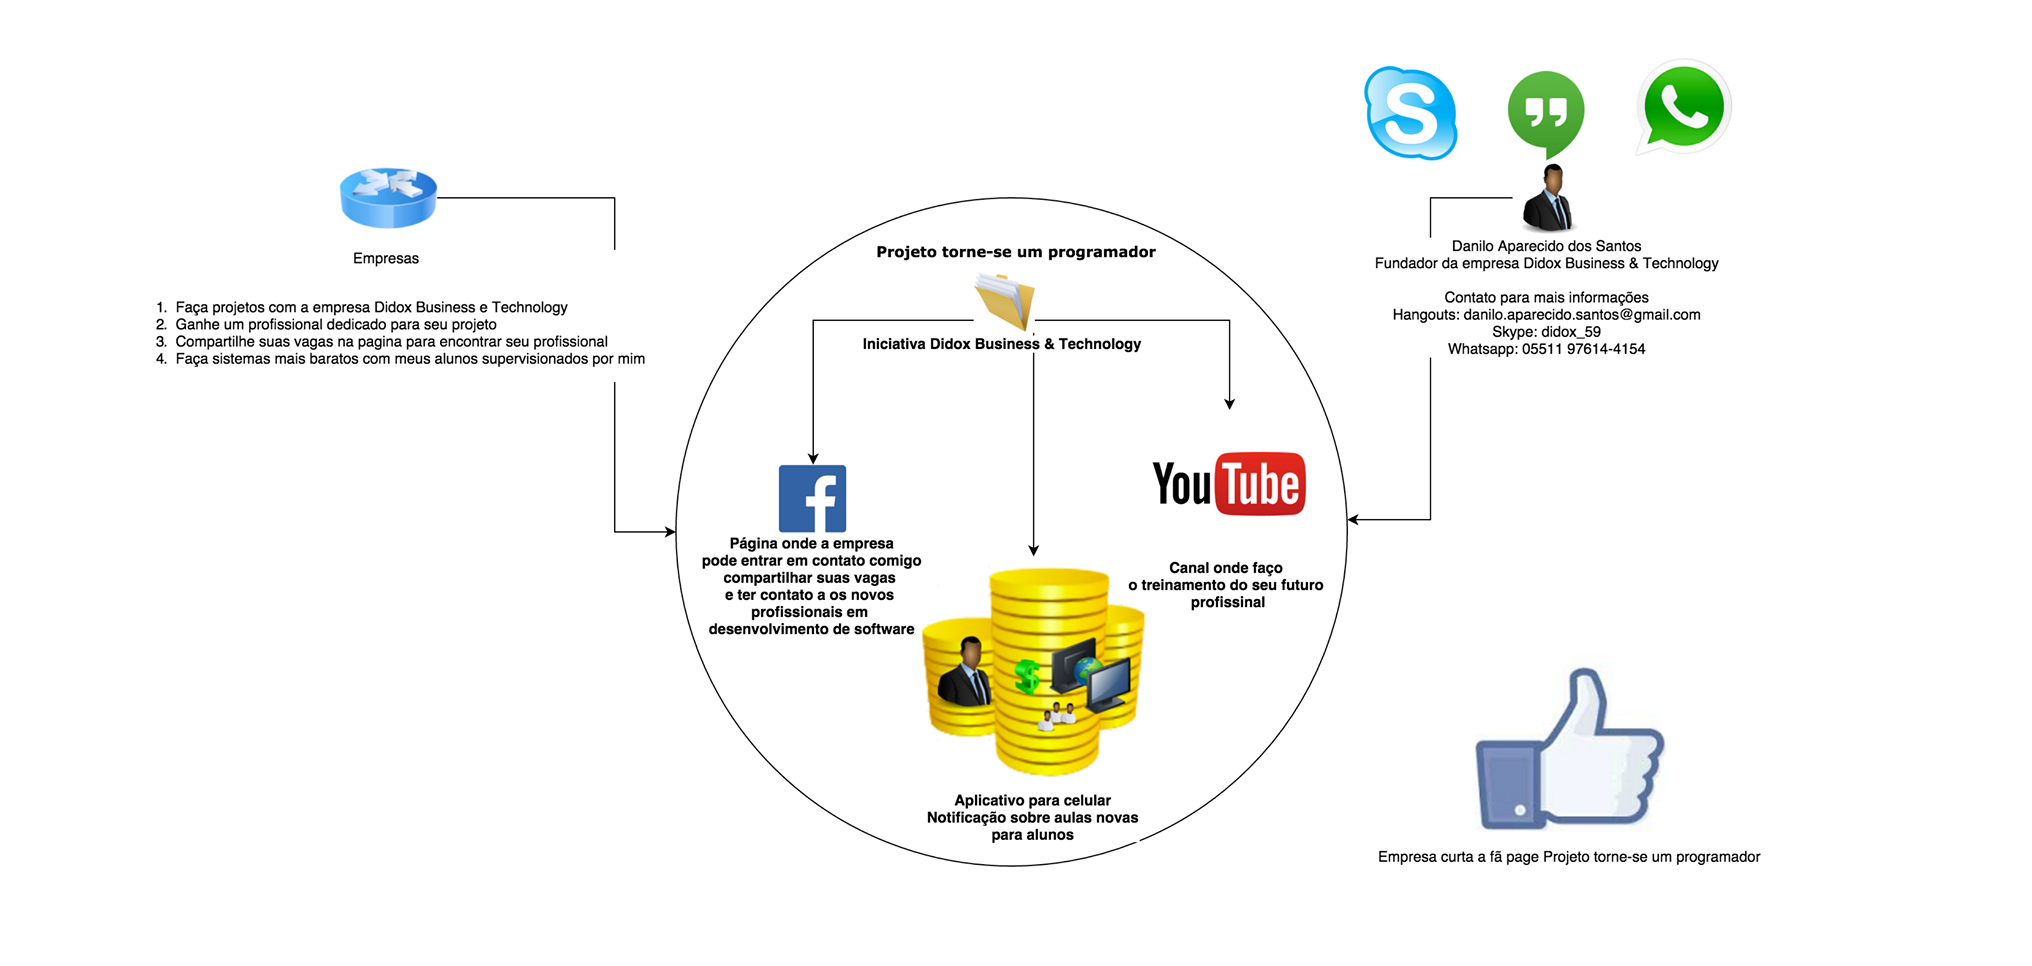 Empresas
1. Faça projetos com a empresa Didox Business e Technology
2. Ganhe um profissional dedicado para seu projeto
3. Compartilhe suas vagas na pagina para encontrar seu profissional
4. Faça sistemas mais baratos com meus alunos supervisionados por mim
Projeto torne-se um programador
Iniciativa Didox Business & Technology
f
Página onde a empresa
pode entrar em contato comigo
compartilhar suas vagas
e ter contato a os novos
profissionais em
desenvolvimento de software
YouTube
Canal onde faço
o treinamento do seu futuro
profissinal
$
Aplicativo para celular
Notificação sobre aulas novas
para alunos
S
Danilo Aparecido dos Santos
Fundador da empresa Didox Business & Technology
Contato para mais informações
Hangouts: danilo.aparecido.santos@gmail.com
Skype: didox_59
Whatsapp: 05511 97614-4154
Empresa curta a fã page Projeto torne-se um programador